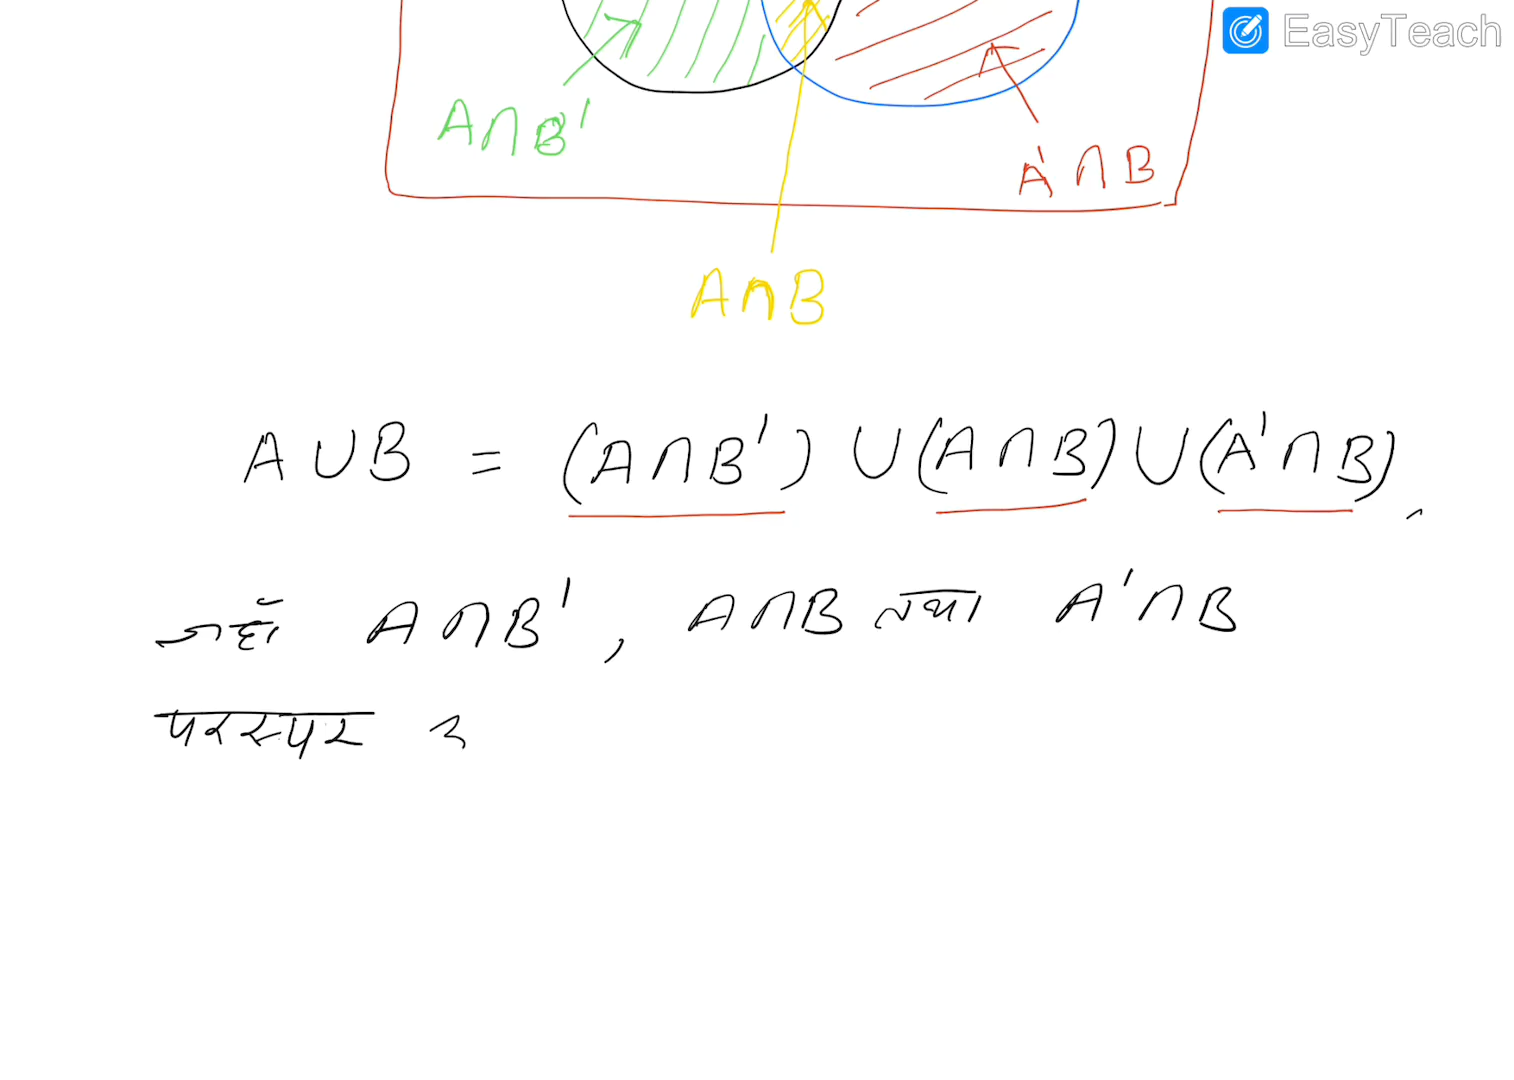 EasyTeach
A∩B'
A'∩B
A∩B
A∪B = (A∩B') ∪ (A∩B) ∪ (A'∩B),
जहाँ A∩B', A∩B तथा A'∩B
परस्पर